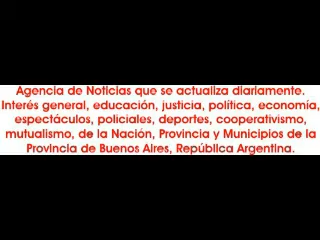 Agencia de Noticias que se actualiza diariamente.
Interés general, educación, justicia, política, economía,
espectáculos, policiales, deportes, cooperativismo,
mutualismo, de la Nación, Provincia y Municipios de la
Provincia de Buenos Aires, República Argentina.